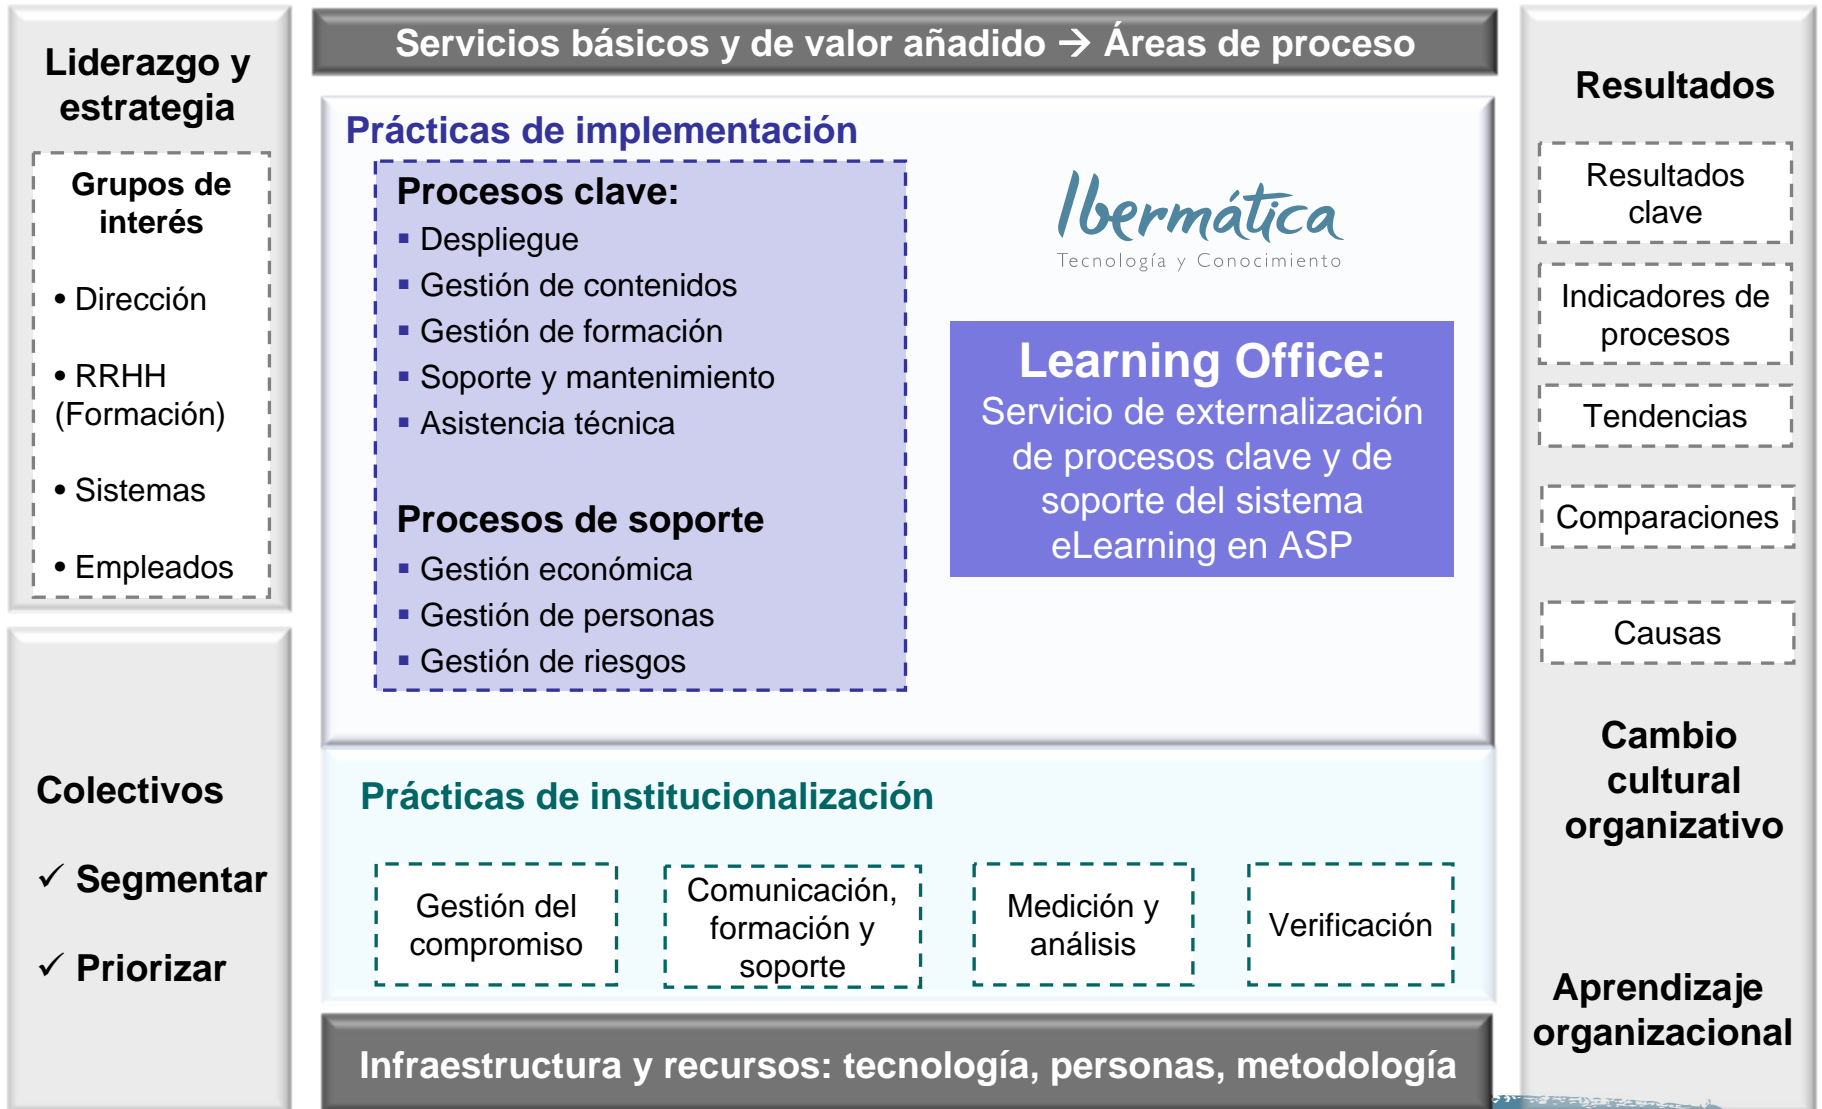 Liderazgo y
estrategia
Grupos de
interés
• Dirección
• RRHH
(Formación)
• Sistemas
• Empleados
Colectivos
✓ Segmentar
✓ Priorizar
Servicios básicos y de valor añadido → Áreas de proceso
Prácticas de implementación
Procesos clave:
▪ Despliegue
▪ Gestión de contenidos
▪ Gestión de formación
▪ Soporte y mantenimiento
▪ Asistencia técnica
Procesos de soporte
▪ Gestión económica
▪ Gestión de personas
▪ Gestión de riesgos
Ibermática
Tecnología y Conocimiento
Learning Office:
Servicio de externalización
de procesos clave y de
soporte del sistema
eLearning en ASP
Prácticas de institucionalización
Gestión del
compromiso
Comunicación,
formación y
soporte
Medición y
análisis
Verificación
Infraestructura y recursos: tecnología, personas, metodología
Resultados
Resultados
clave
Indicadores de
procesos
Tendencias
Comparaciones
Causas
Cambio
cultural
organizativo
Aprendizaje
organizacional